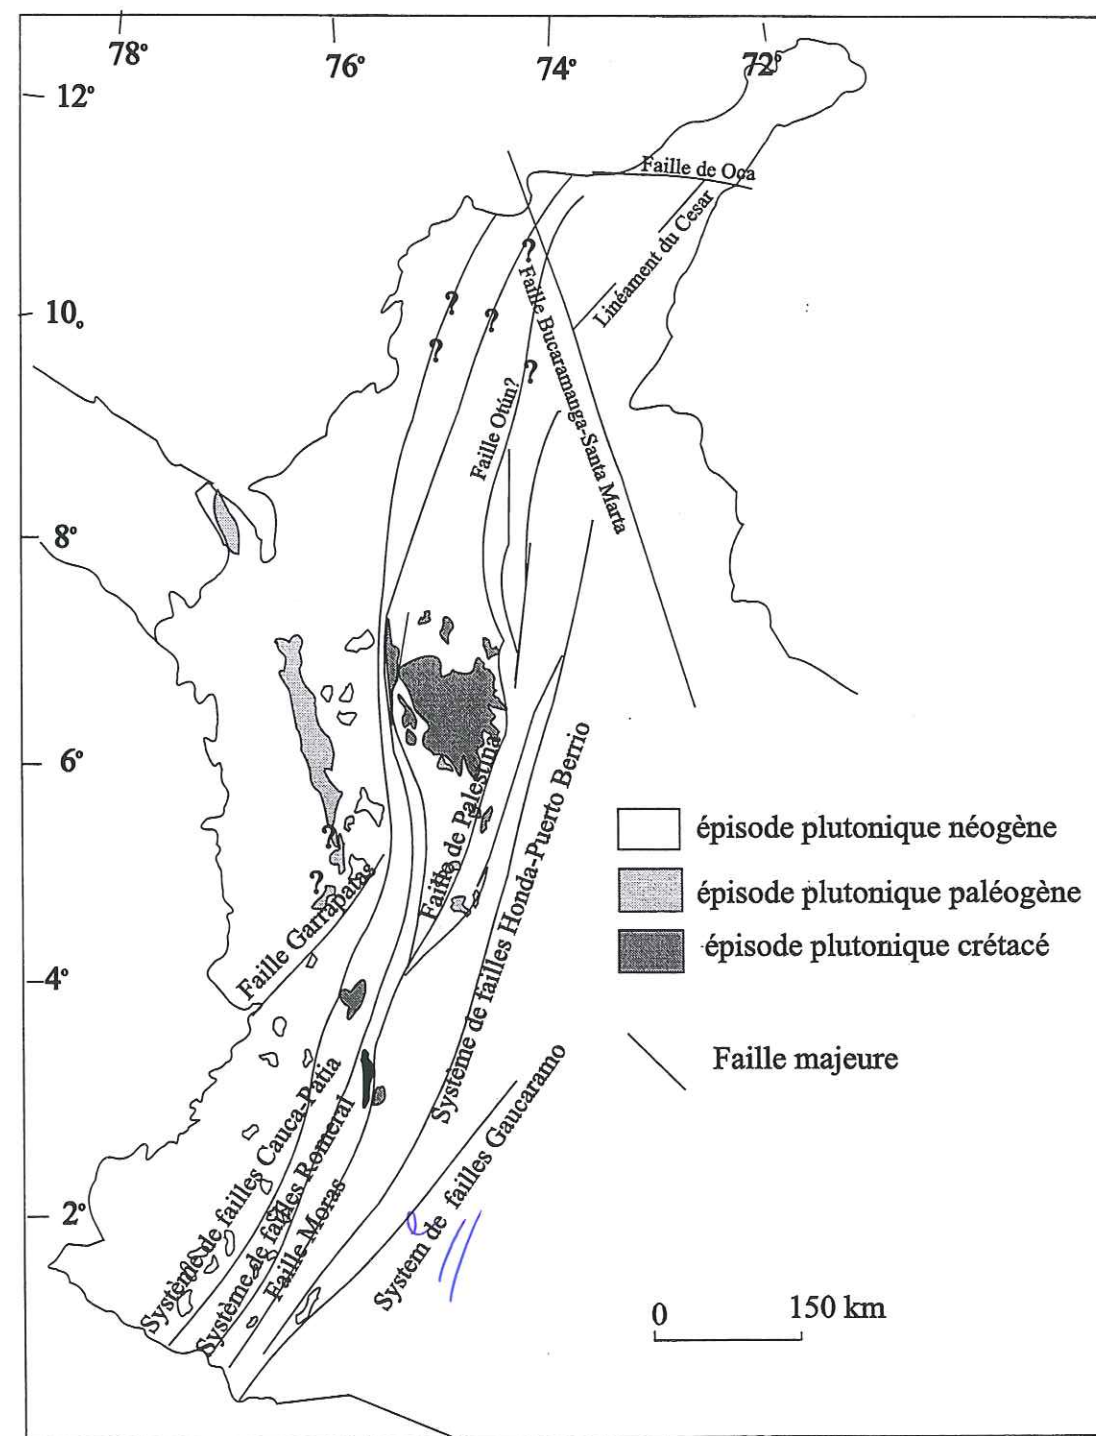 78°
76°
74°
72°
12°
Faille de Oca
Linéament du Cesar
?
Faille Bucaramanga-Santa Marta
10°
?
?
?
?
Faille Otún?
8°
6°
Faille de Palestina
Système de failles Honda-Puerto Berrio
?
?
Faille Garrapatas
épisode plutonique néogène
épisode plutonique paléogène
épisode plutonique crétacé
4°
Faille majeure
Système de failles Cauca-Patia
Système de failles Romeral
Faille Moras
System de failles Gaucaramo
e
2°
0 150 km